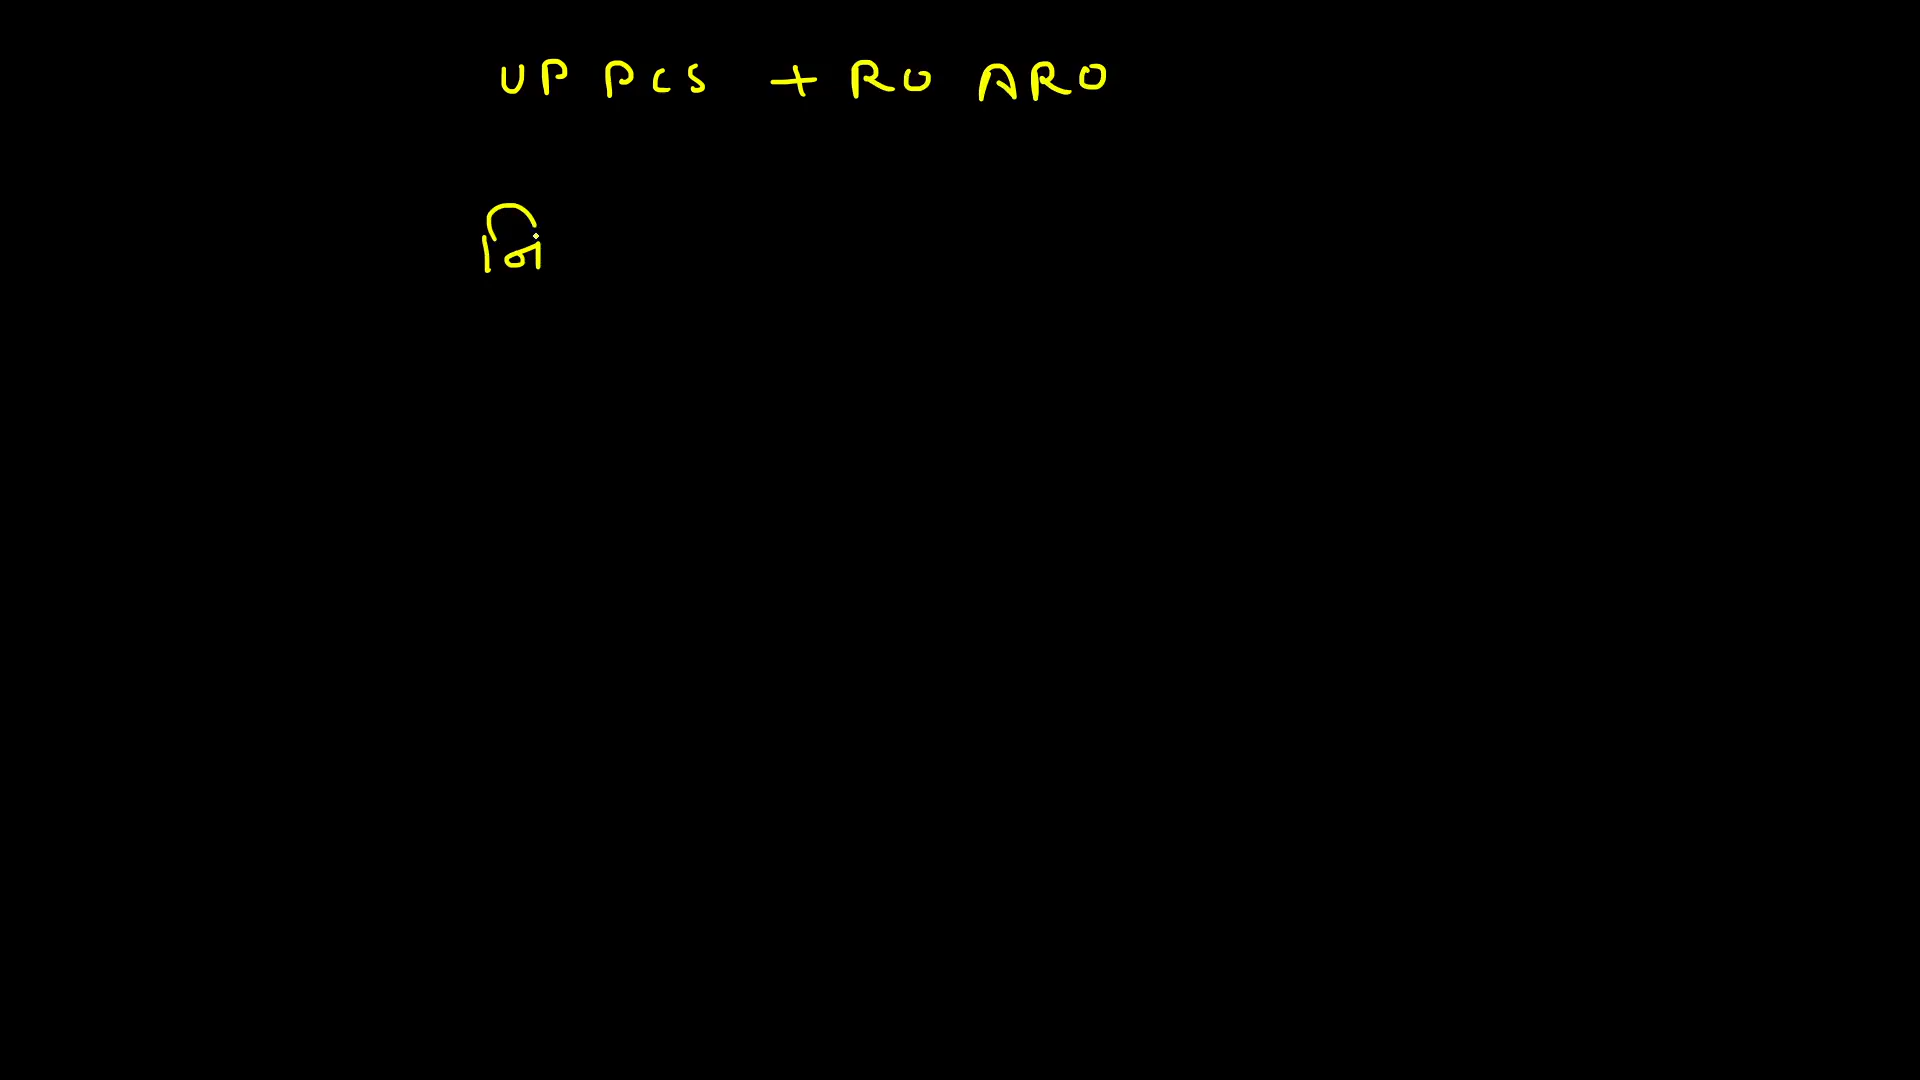 UP PCS + RO ARO
नि